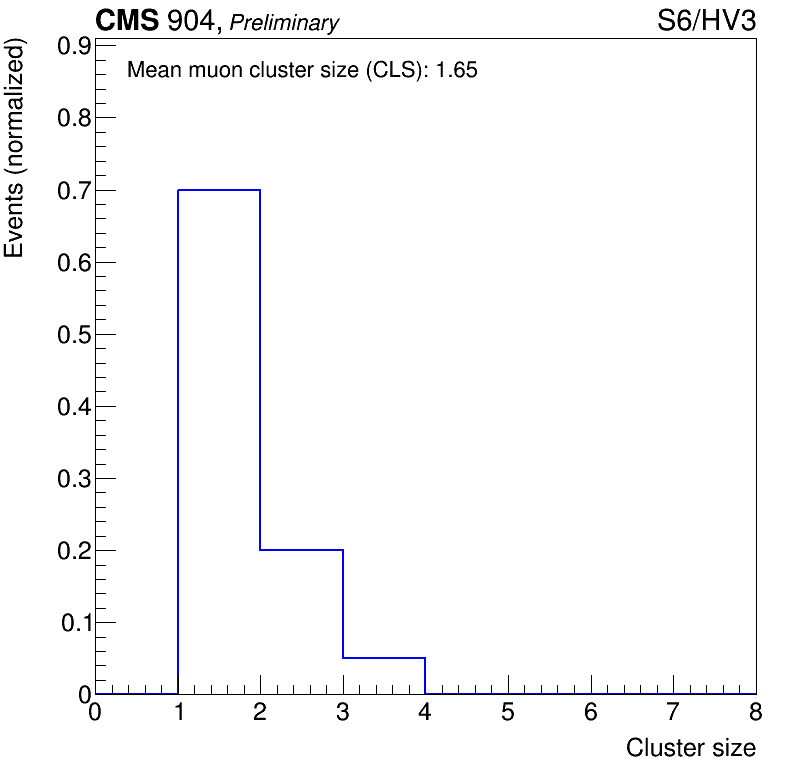 CMS 904, Preliminary
S6/HV3
Mean muon cluster size (CLS): 1.65
Events (normalized)
0.9
0.8
0.7
0.6
0.5
0.4
0.3
0.2
0.1
0
0 1 2 3 4 5 6 7 8
Cluster size